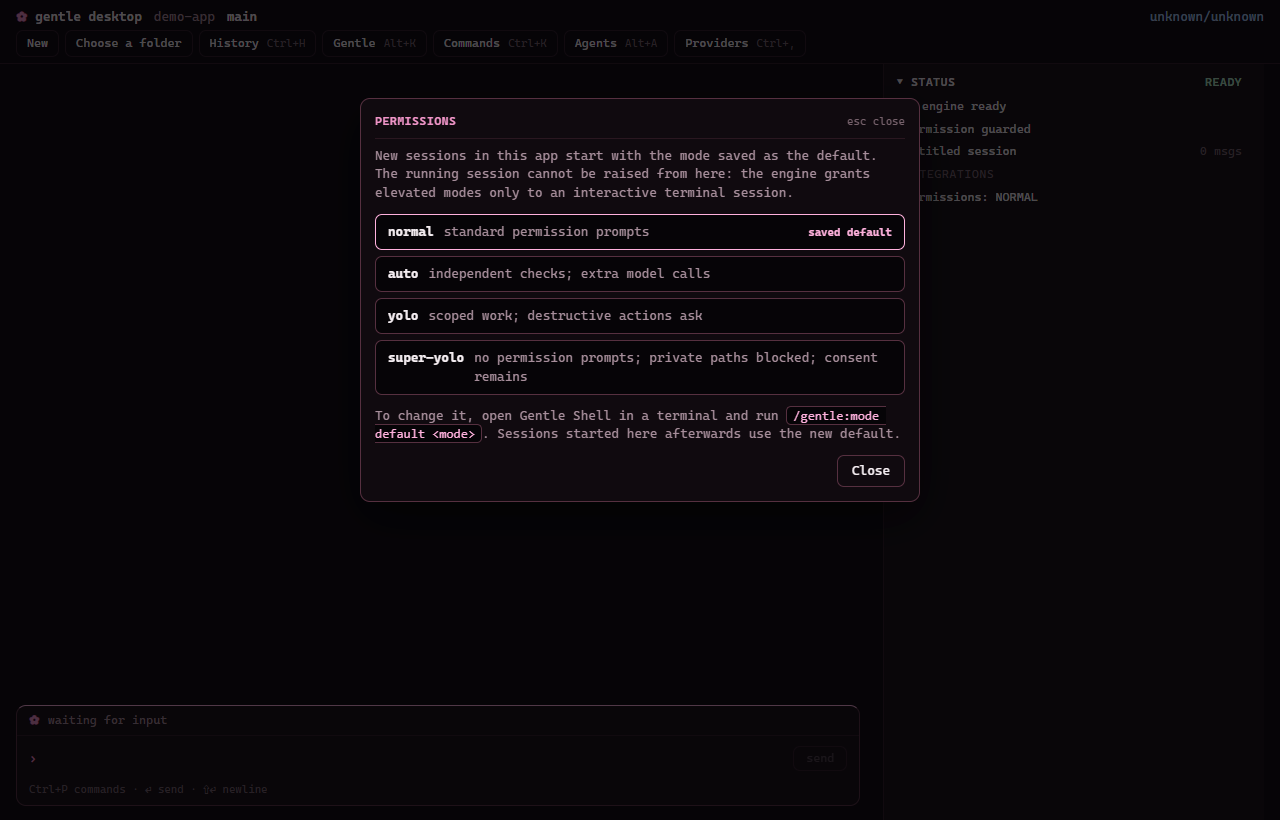 gentle desktop demo-app main unknown/unknown
New Choose a folder History Ctrl+H Gentle Alt+K Commands Ctrl+K Agents Alt+A Providers Ctrl+,
▾ STATUS READY
engine ready
rmission guarded
titled session 0 msgs
TEGRATIONS
rmissions: NORMAL
PERMISSIONS esc close
New sessions in this app start with the mode saved as the default.
The running session cannot be raised from here: the engine grants
elevated modes only to an interactive terminal session.
normal standard permission prompts saved default
auto independent checks; extra model calls
yolo scoped work; destructive actions ask
super-yolo no permission prompts; private paths blocked; consent
remains
To change it, open Gentle Shell in a terminal and run /gentle:mode
default <mode>. Sessions started here afterwards use the new default.
Close
waiting for input
› send
Ctrl+P commands · ↵ send · ⇧↵ newline